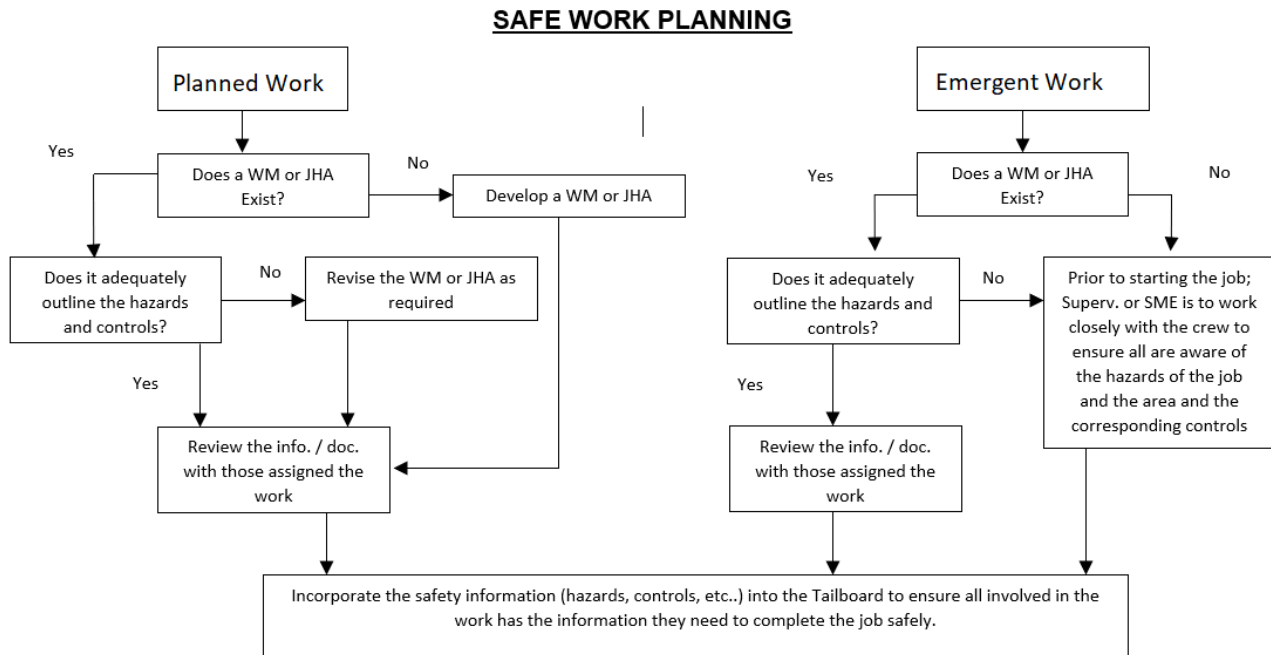 SAFE WORK PLANNING
Planned Work
Emergent Work
Yes
Does a WM or JHA
Exist?
No
Develop a WM or JHA
Does it adequately
outline the hazards
and controls?
No
Revise the WM or JHA as
required
Yes
Review the info. / doc.
with those assigned the
work
Yes
Does a WM or JHA
Exist?
No
Does it adequately
outline the hazards and
controls?
No
Prior to starting the job;
Superv. or SME is to work
closely with the crew to
ensure all are aware of
the hazards of the job
and the area and the
corresponding controls
Yes
Review the info. / doc.
with those assigned the
work
Incorporate the safety information (hazards, controls, etc..) into the Tailboard to ensure all involved in the
work has the information they need to complete the job safely.